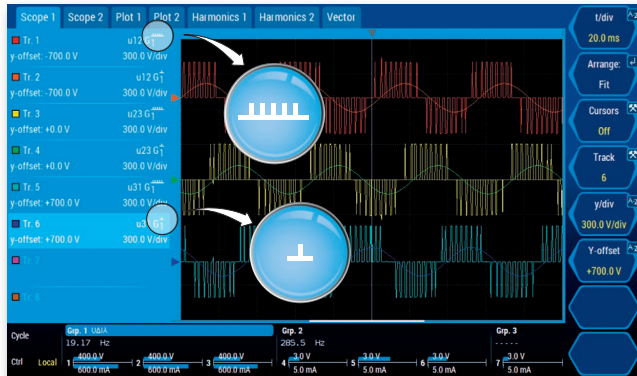 Scope 1 Scope 2 Plot 1 Plot 2 Harmonics 1 Harmonics 2 Vector
Tr. 1 u12 G1
y-offset: -700.0 V 300.0 V/div
Tr. 2 u12 G1
y-offset: -700.0 V 300.0 V/div
Tr. 3 u23 G1
y-offset: +0.0 V 300.0 V/div
Tr. 4 u23 G1
y-offset: +0.0 V 300.0 V/div
Tr. 5 u31 G1
y-offset: +700.0 V 300.0 V/div
Tr. 6
y-offset: +700.0 V 300.0 V/div
Tr. 7
Tr. 8
t/div
20.0 ms
Arrange:
Fit
Cursors
Off
Track
6
y/div
300.0 V/div
Y-offset
+700.0 V
Cycle Grp. 1 UΔIA Grp. 2 Grp. 3
19.17 Hz 285.5 Hz -----
Ctrl Local 1 400.0 V 2 400.0 V 3 400.0 V 4 3.0 V 5 3.0 V 6 3.0 V 7 3.0 V
600.0 mA 600.0 mA 600.0 mA 5.0 mA 5.0 mA 5.0 mA 5.0 mA